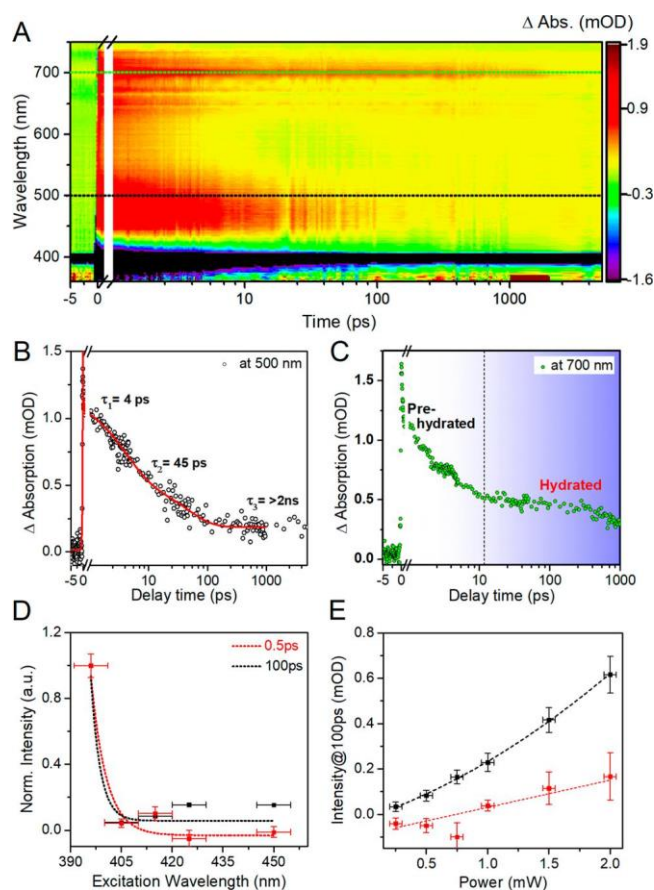 A
Δ Abs. (mOD)
1.9
0.9
-0.3
-1.6
Wavelength (nm)
700
600
500
400
-5 0 10 100 1000
Time (ps)
B
at 500 nm
τ1= 4 ps
τ2= 45 ps
τ3= >2ns
Δ Absorption (mOD)
1.5
1.0
0.5
0.0
-5 0 10 100 1000
Delay time (ps)
C
at 700 nm
Pre-
hydrated
Hydrated
Δ Absorption (mOD)
1.5
1.0
0.5
0.0
-5 0 10 100 1000
Delay time (ps)
D
0.5ps
100ps
Norm. Intensity (a.u.)
1.2
0.8
0.4
0.0
390 405 420 435 450
Excitation Wavelength (nm)
E
Intensity@100ps (mOD)
0.8
0.6
0.4
0.2
0.0
0.5 1.0 1.5 2.0
Power (mW)